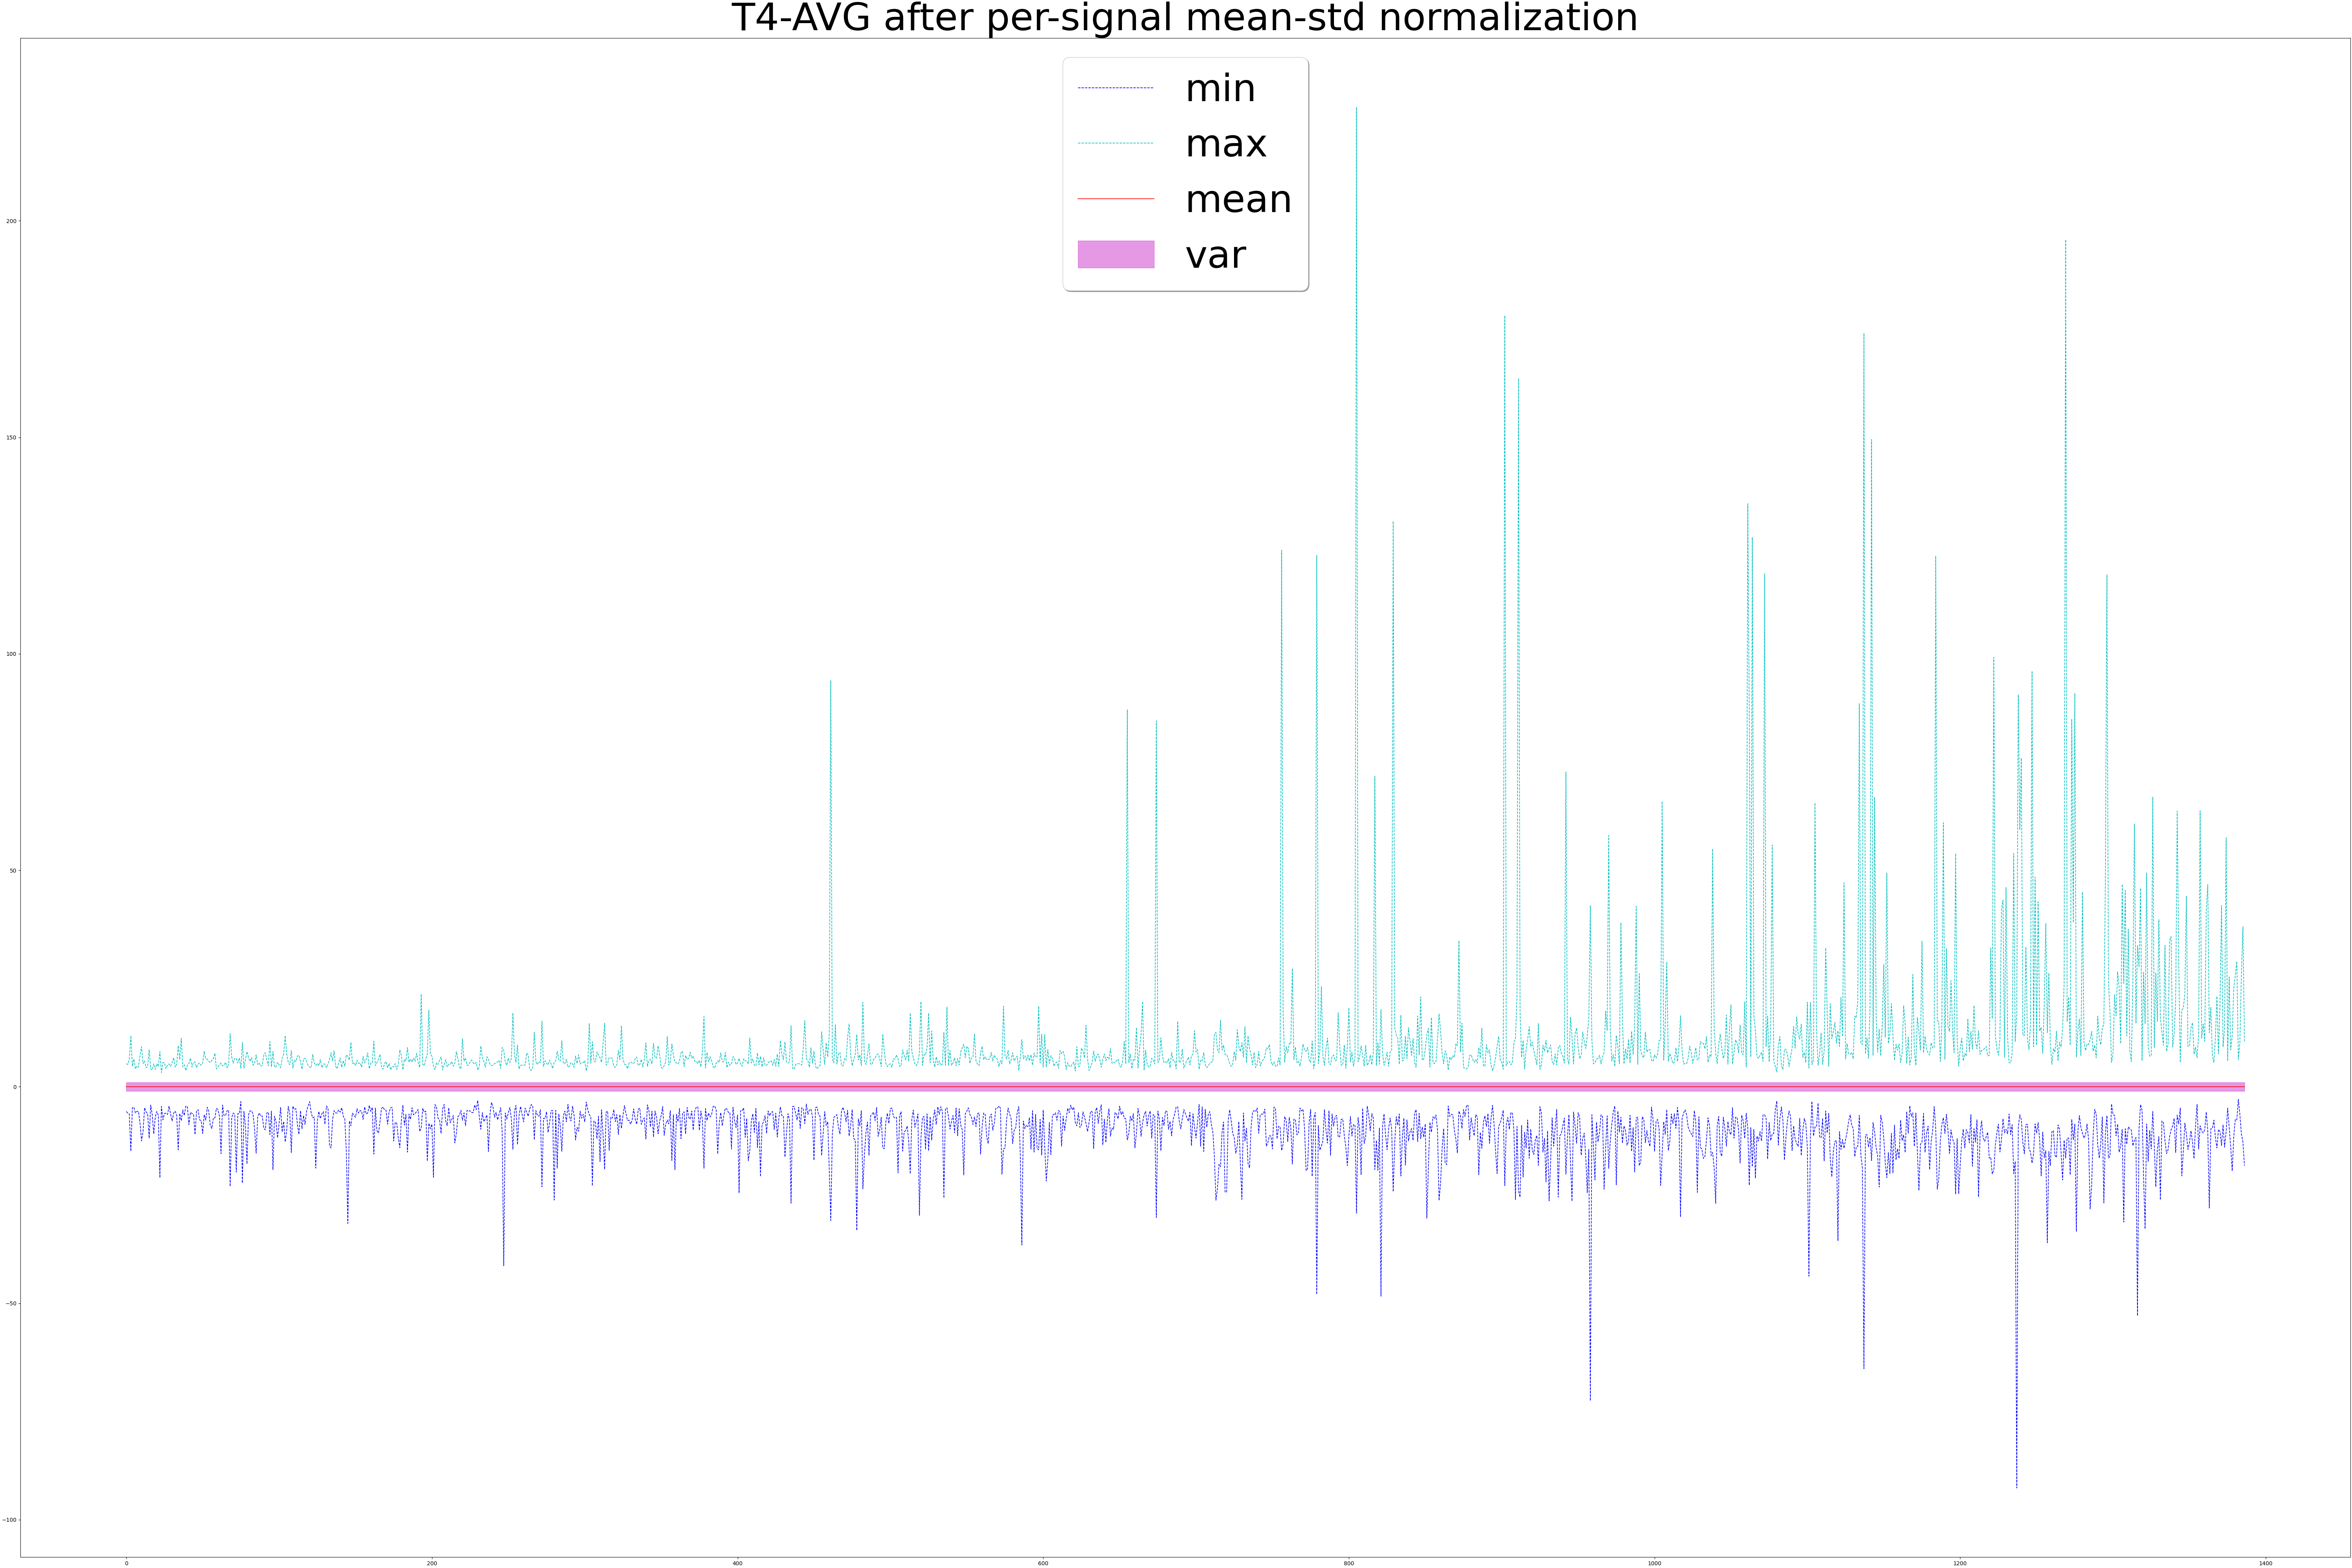 T4-AVG after per-signal mean-std normalization
min
max
mean
var
200
150
100
50
0
−50
−100
0 200 400 600 800 1000 1200 1400